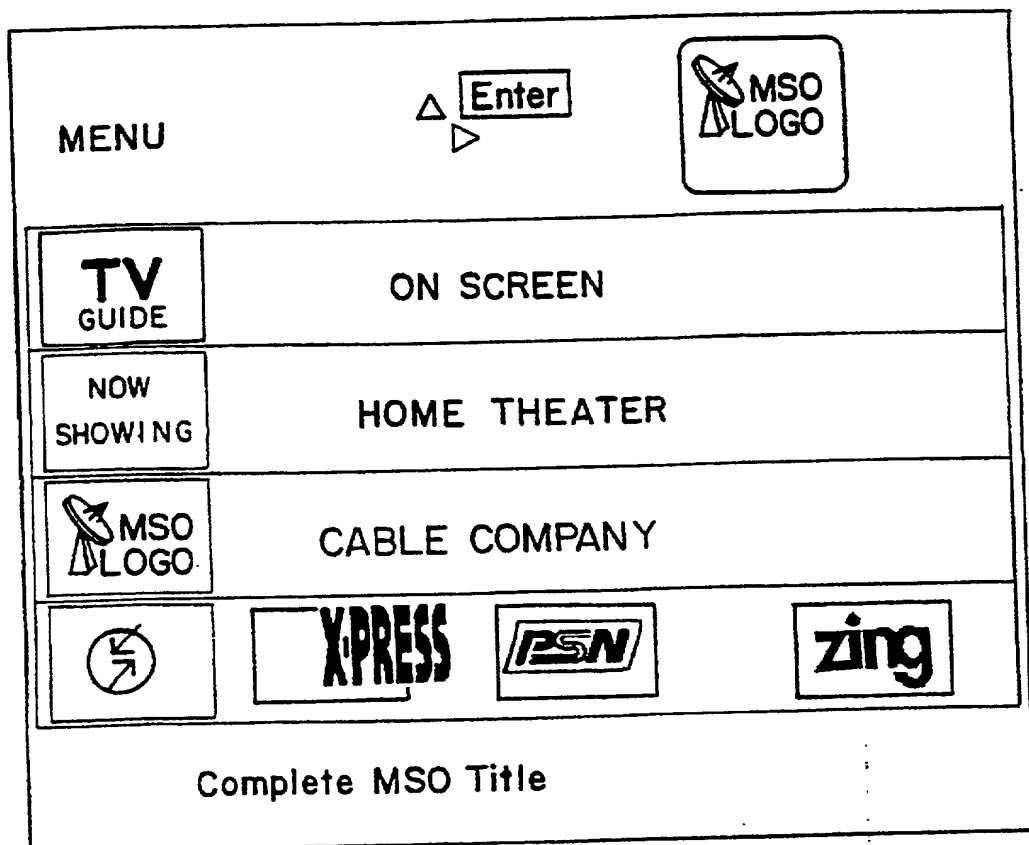 MENU
Enter
MSO
LOGO
TV
GUIDE
ON SCREEN
NOW
SHOWING
HOME THEATER
MSO
LOGO
CABLE COMPANY
X·PRESS
PSN
zing
Complete MSO Title